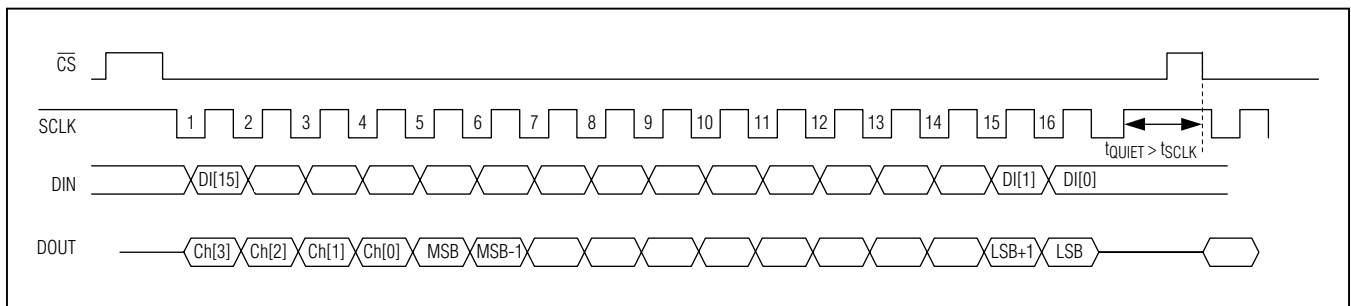 CS
SCLK 1 2 3 4 5 6 7 8 9 10 11 12 13 14 15 16
tQUIET > tSCLK
DIN DI[15] DI[1] DI[0]
DOUT Ch[3] Ch[2] Ch[1] Ch[0] MSB MSB-1 LSB+1 LSB